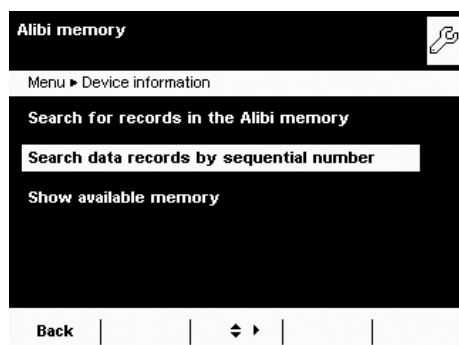 Alibi memory
Menu ▸ Device information
Search for records in the Alibi memory
Search data records by sequential number
Show available memory
Back